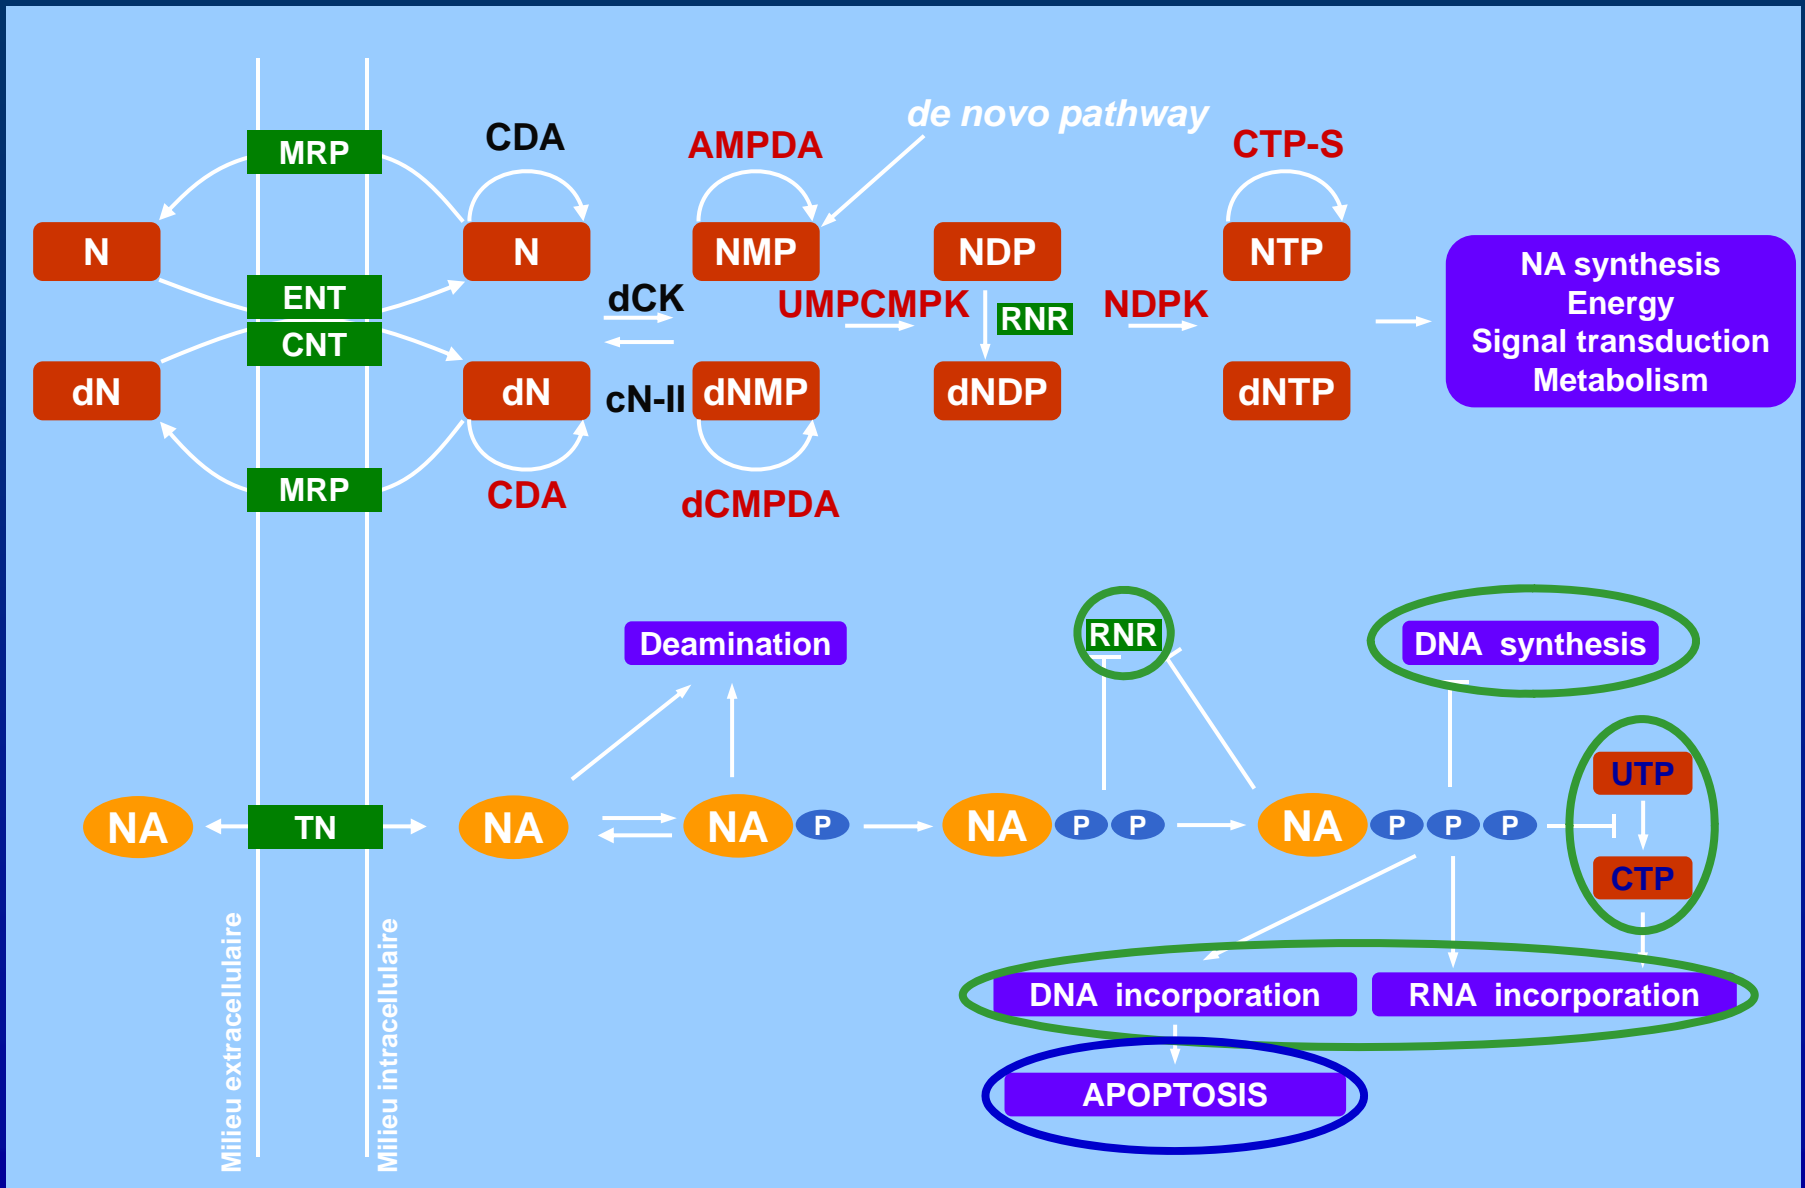 de novo pathway
CDA
AMPDA
CTP-S
MRP
N
N
NMP
NDP
NTP
ENT
dCK
UMPCMPK
RNR
NDPK
NA synthesis
Energy
Signal transduction
Metabolism
CNT
dN
dN
cN-II
dNMP
dNDP
dNTP
MRP
CDA
dCMPDA
Deamination
RNR
DNA synthesis
UTP
NA
TN
NA
NA P
NA P P
NA P P P
CTP
Milieu extracellulaire
Milieu intracellulaire
DNA incorporation
RNA incorporation
APOPTOSIS